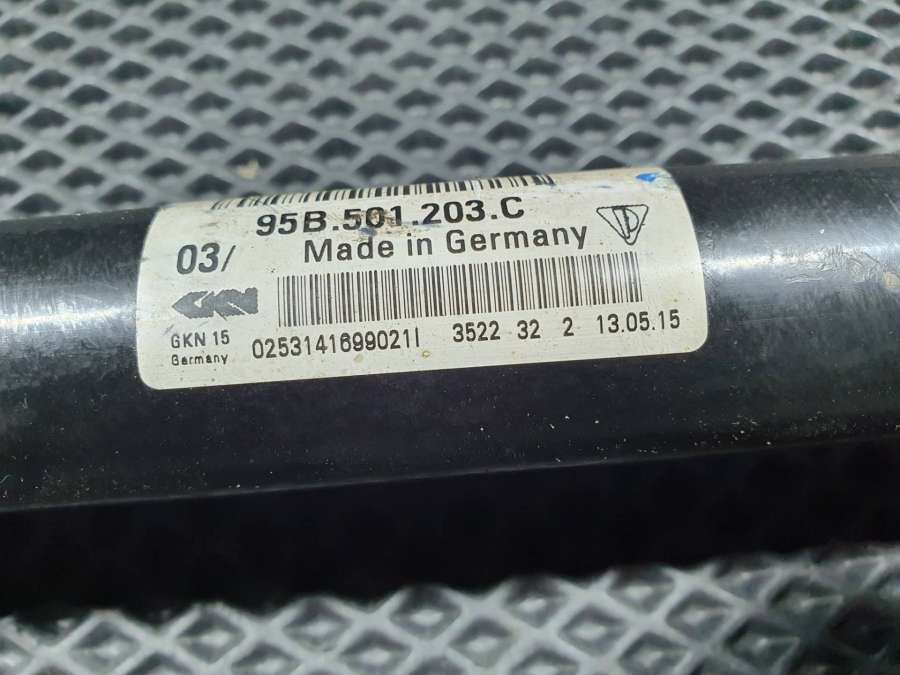 95B.501.203.C
03/ Made in Germany
GKN
GKN 15
Germany
0253141699021I 3522 32 2 13.05.15